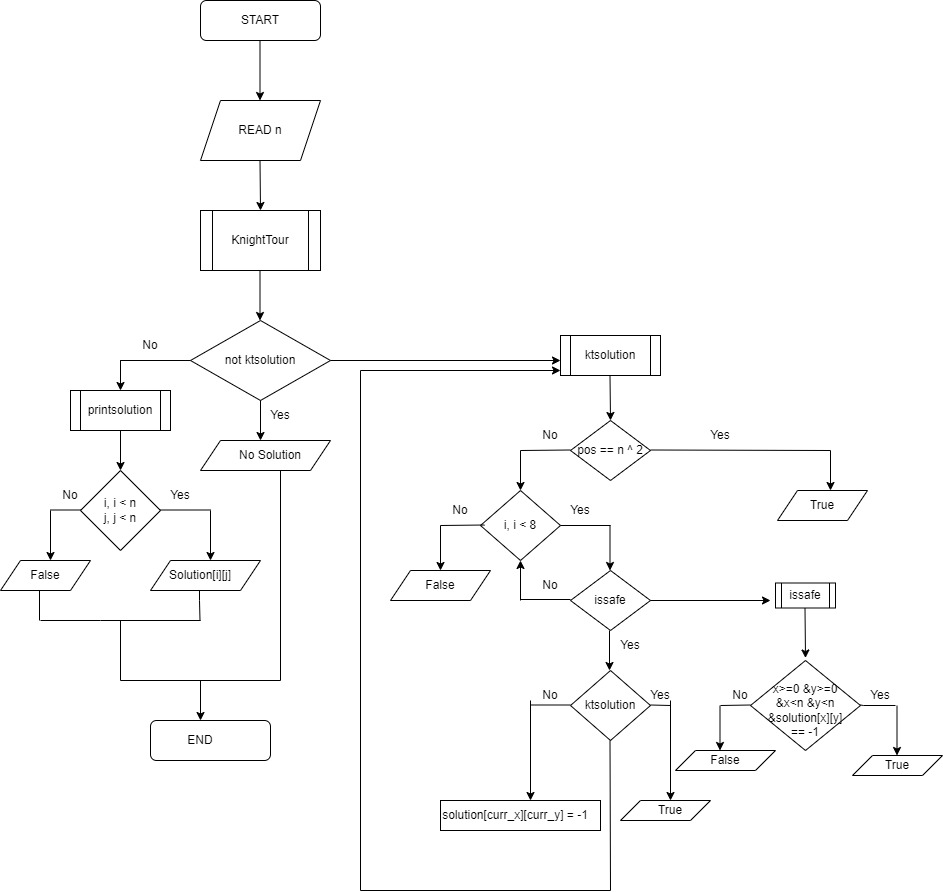 START
READ n
KnightTour
not ktsolution
No
Yes
printsolution
No Solution
i, i < n
j, j < n
No
Yes
False
Solution[i][j]
END
ktsolution
pos == n ^ 2
No
Yes
True
i, i < 8
No
Yes
False
issafe
No
Yes
issafe
ktsolution
No
Yes
solution[curr_x][curr_y] = -1
True
x>=0 &y>=0
&x<n &y<n
&solution[x][y]
== -1
No
Yes
False
True